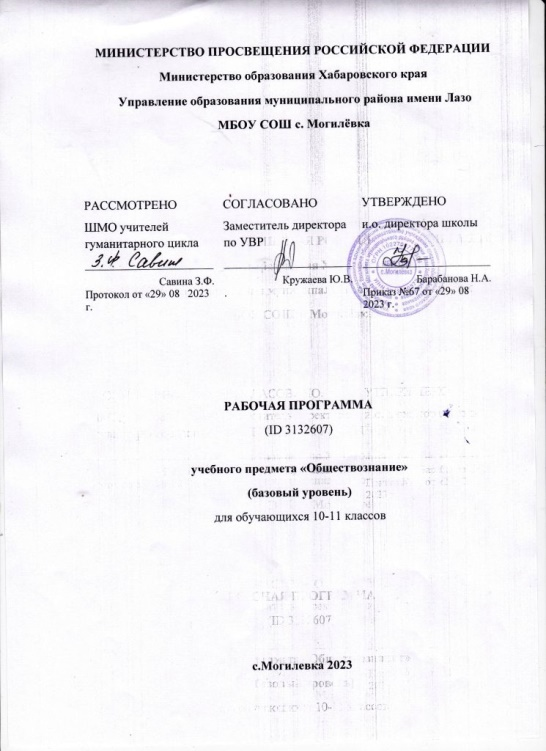 МИНИСТЕРСТВО ПРОСВЕЩЕНИЯ РОССИЙСКОЙ ФЕДЕРАЦИИ
Министерство образования Хабаровского края
Управление образования муниципального района имени Лазо
МБОУ СОШ с. Могилёвка
РАССМОТРЕНО
ШМО учителей
гуманитарного цикла
З.Ф Савина
Савина З.Ф.
Протокол от «29» 08 2023
г.
СОГЛАСОВАНО
Заместитель директора
по УВР
Кружаева Ю.В.
УТВЕРЖДЕНО
и.о. директора школы
Барабанова Н.А.
Приказ №67 от «29» 08
2023 г.
РАБОЧАЯ ПРОГРАММА
(ID 3132607)
учебного предмета «Обществознание»
(базовый уровень)
для обучающихся 10-11 классов
с.Могилевка 2023